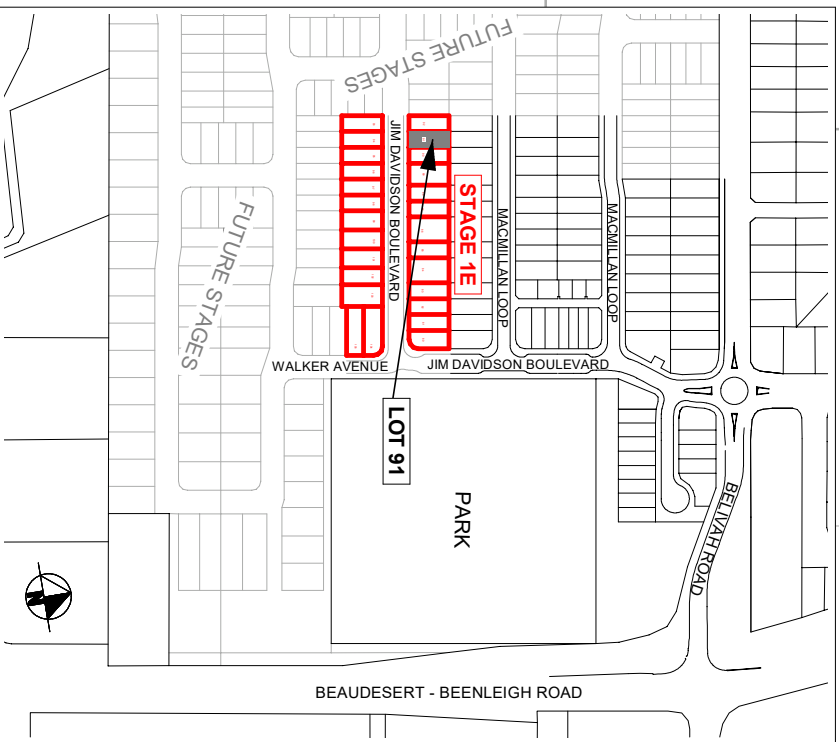 FUTURE STAGES
JIM DAVIDSON BOULEVARD
STAGE 1E
MACMILLAN LOOP
MACMILLAN LOOP
FUTURE STAGES
WALKER AVENUE
JIM DAVIDSON BOULEVARD
LOT 91
PARK
BELIVAH ROAD
N
BEAUDESERT - BEENLEIGH ROAD